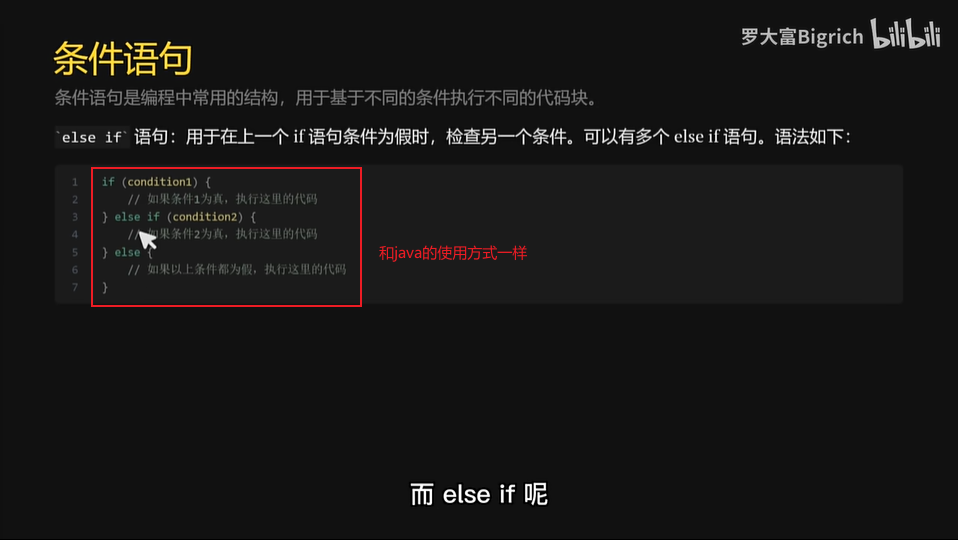 罗大富Bigrich bilibili
条件语句
条件语句是编程中常用的结构，用于基于不同的条件执行不同的代码块。
`else if` 语句：用于在上一个 if 语句条件为假时，检查另一个条件。可以有多个 else if 语句。语法如下：
1 if (condition1) {
2 // 如果条件1为真，执行这里的代码
3 } else if (condition2) {
4 // 如果条件2为真，执行这里的代码
5 } else {
6 // 如果以上条件都为假，执行这里的代码
7 }
和java的使用方式一样
而 else if 呢